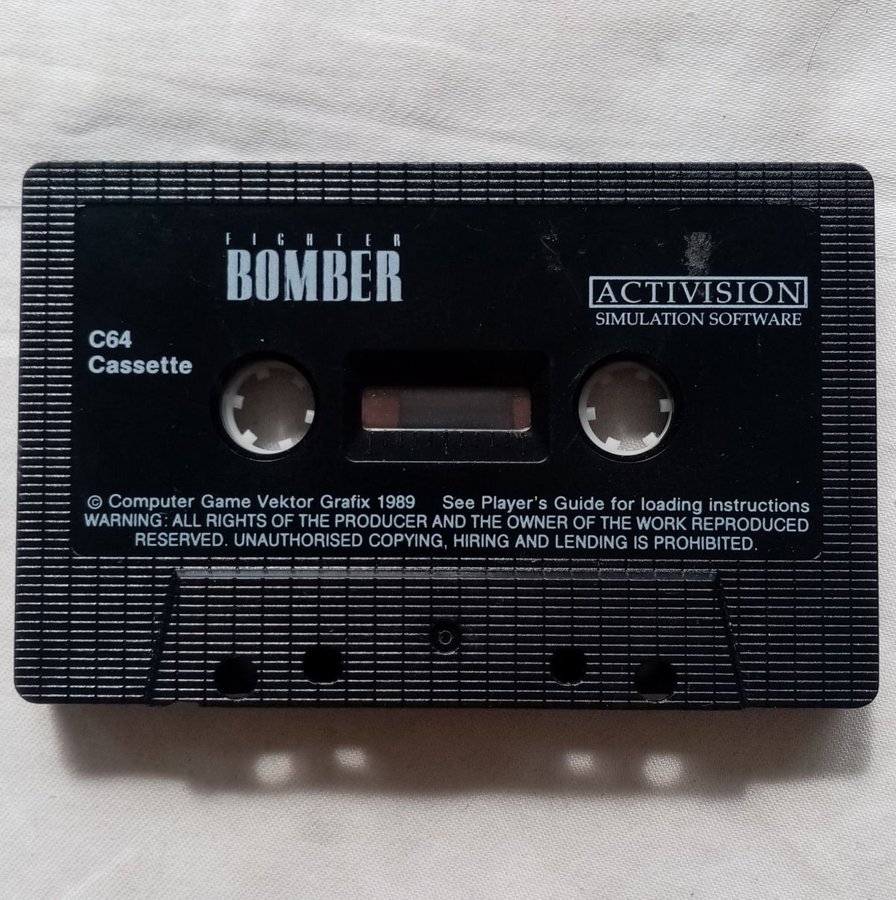 FIGHTER
BOMBER
ACTIVISION
SIMULATION SOFTWARE
C64
Cassette
© Computer Game Vektor Grafix 1989 See Player's Guide for loading instructions
WARNING: ALL RIGHTS OF THE PRODUCER AND THE OWNER OF THE WORK REPRODUCED
RESERVED. UNAUTHORISED COPYING, HIRING AND LENDING IS PROHIBITED.